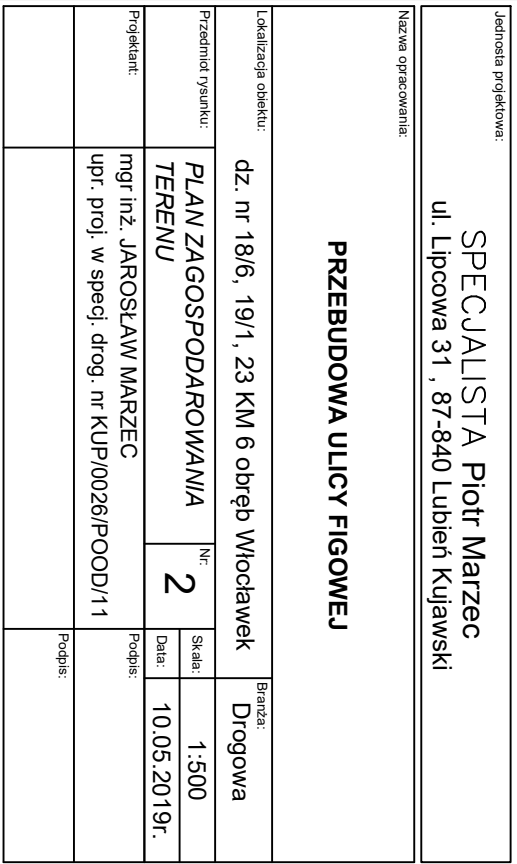 Jednosta projektowa:
SPECJALISTA Piotr Marzec
ul. Lipcowa 31 , 87-840 Lubień Kujawski
Nazwa opracowania:
PRZEBUDOWA ULICY FIGOWEJ
Lokalizacja obiektu:
dz. nr 18/6, 19/1, 23 KM 6 obręb Włocławek
Branża:
Drogowa
Przedmiot rysunku:
PLAN ZAGOSPODAROWANIA
TERENU
Nr:
2
Skala:
1:500
Data:
10.05.2019r.
Projektant:
mgr inż. JAROSŁAW MARZEC
upr. proj. w specj. drog. nr KUP/0026/POOD/11
Podpis:
Podpis: